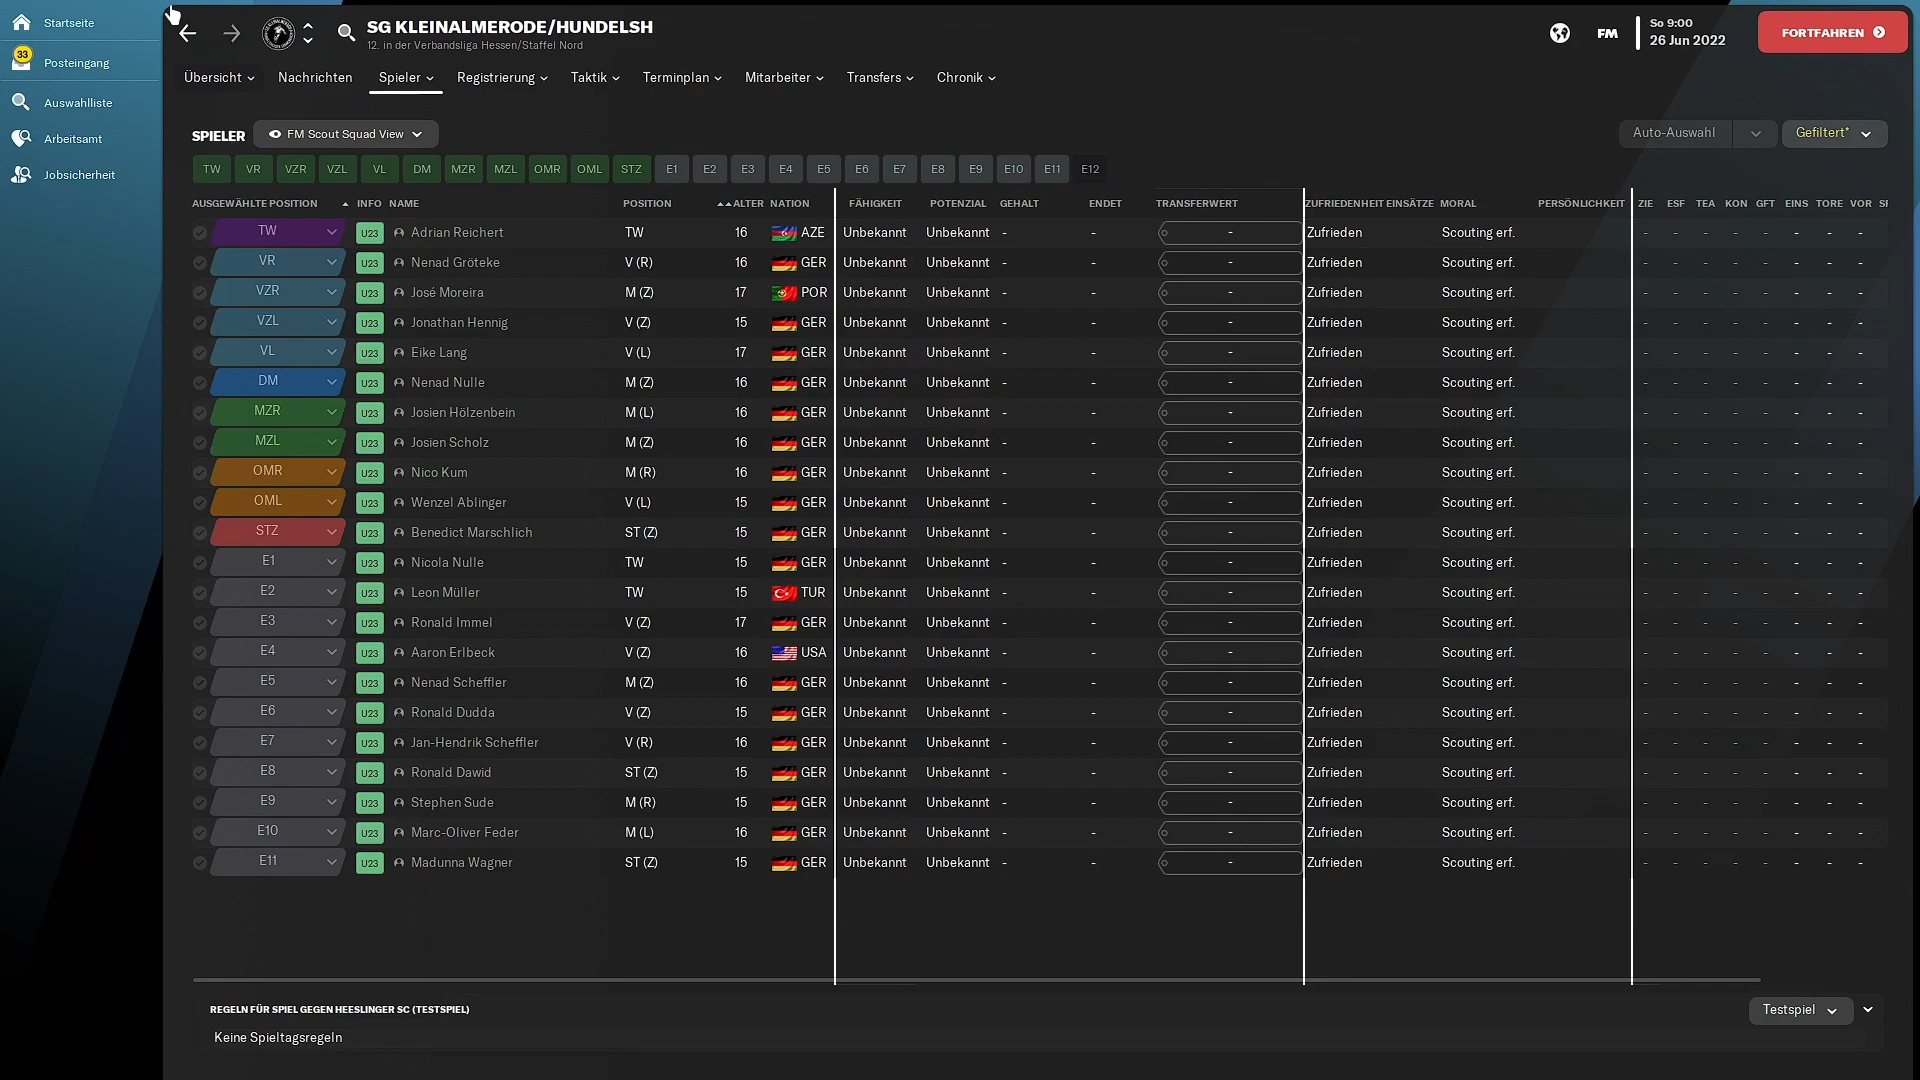 Startseite
33
Posteingang
Auswahlliste
Arbeitsamt
Jobsicherheit
SG KLEINALMERODE/HUNDELSH
12. in der Verbandsliga Hessen/Staffel Nord
FM
So 9:00
26 Jun 2022
FORTFAHREN
Übersicht Nachrichten Spieler Registrierung Taktik Terminplan Mitarbeiter Transfers Chronik
SPIELER FM Scout Squad View Auto-Auswahl Gefiltert*
TW VR VZR VZL VL DM MZR MZL OMR OML STZ E1 E2 E3 E4 E5 E6 E7 E8 E9 E10 E11 E12
AUSGEWÄHLTE POSITION INFO NAME POSITION ALTER NATION FÄHIGKEIT POTENZIAL GEHALT ENDET TRANSFERWERT ZUFRIEDENHEIT EINSÄTZE MORAL PERSÖNLICHKEIT ZIE ESF TEA KON GFT EINS TORE VOR
TW U23 Adrian Reichert TW 16 AZE Unbekannt Unbekannt - - - Zufrieden Scouting erf. - - - - - - - -
VR U23 Nenad Gröteke V (R) 16 GER Unbekannt Unbekannt - - - Zufrieden Scouting erf. - - - - - - - -
VZR U23 José Moreira M (Z) 17 POR Unbekannt Unbekannt - - - Zufrieden Scouting erf. - - - - - - - -
VZL U23 Jonathan Hennig V (Z) 15 GER Unbekannt Unbekannt - - - Zufrieden Scouting erf. - - - - - - - -
VL U23 Eike Lang V (L) 17 GER Unbekannt Unbekannt - - - Zufrieden Scouting erf. - - - - - - - -
DM U23 Nenad Nulle M (Z) 16 GER Unbekannt Unbekannt - - - Zufrieden Scouting erf. - - - - - - - -
MZR U23 Josien Hölzenbein M (L) 16 GER Unbekannt Unbekannt - - - Zufrieden Scouting erf. - - - - - - - -
MZL U23 Josien Scholz M (Z) 16 GER Unbekannt Unbekannt - - - Zufrieden Scouting erf. - - - - - - - -
OMR U23 Nico Kum M (R) 16 GER Unbekannt Unbekannt - - - Zufrieden Scouting erf. - - - - - - - -
OML U23 Wenzel Ablinger V (L) 15 GER Unbekannt Unbekannt - - - Zufrieden Scouting erf. - - - - - - - -
STZ U23 Benedict Marschlich ST (Z) 15 GER Unbekannt Unbekannt - - - Zufrieden Scouting erf. - - - - - - - -
E1 U23 Nicola Nulle TW 15 GER Unbekannt Unbekannt - - - Zufrieden Scouting erf. - - - - - - - -
E2 U23 Leon Müller TW 15 TUR Unbekannt Unbekannt - - - Zufrieden Scouting erf. - - - - - - - -
E3 U23 Ronald Immel V (Z) 17 GER Unbekannt Unbekannt - - - Zufrieden Scouting erf. - - - - - - - -
E4 U23 Aaron Erlbeck V (Z) 16 USA Unbekannt Unbekannt - - - Zufrieden Scouting erf. - - - - - - - -
E5 U23 Nenad Scheffler M (Z) 16 GER Unbekannt Unbekannt - - - Zufrieden Scouting erf. - - - - - - - -
E6 U23 Ronald Dudda V (Z) 15 GER Unbekannt Unbekannt - - - Zufrieden Scouting erf. - - - - - - - -
E7 U23 Jan-Hendrik Scheffler V (R) 16 GER Unbekannt Unbekannt - - - Zufrieden Scouting erf. - - - - - - - -
E8 U23 Ronald Dawid ST (Z) 15 GER Unbekannt Unbekannt - - - Zufrieden Scouting erf. - - - - - - - -
E9 U23 Stephen Sude M (R) 15 GER Unbekannt Unbekannt - - - Zufrieden Scouting erf. - - - - - - - -
E10 U23 Marc-Oliver Feder M (L) 16 GER Unbekannt Unbekannt - - - Zufrieden Scouting erf. - - - - - - - -
E11 U23 Madunna Wagner ST (Z) 15 GER Unbekannt Unbekannt - - - Zufrieden Scouting erf. - - - - - - - -
REGELN FÜR SPIEL GEGEN HEESLINGER SC (TESTSPIEL) Testspiel
Keine Spieltagsregeln